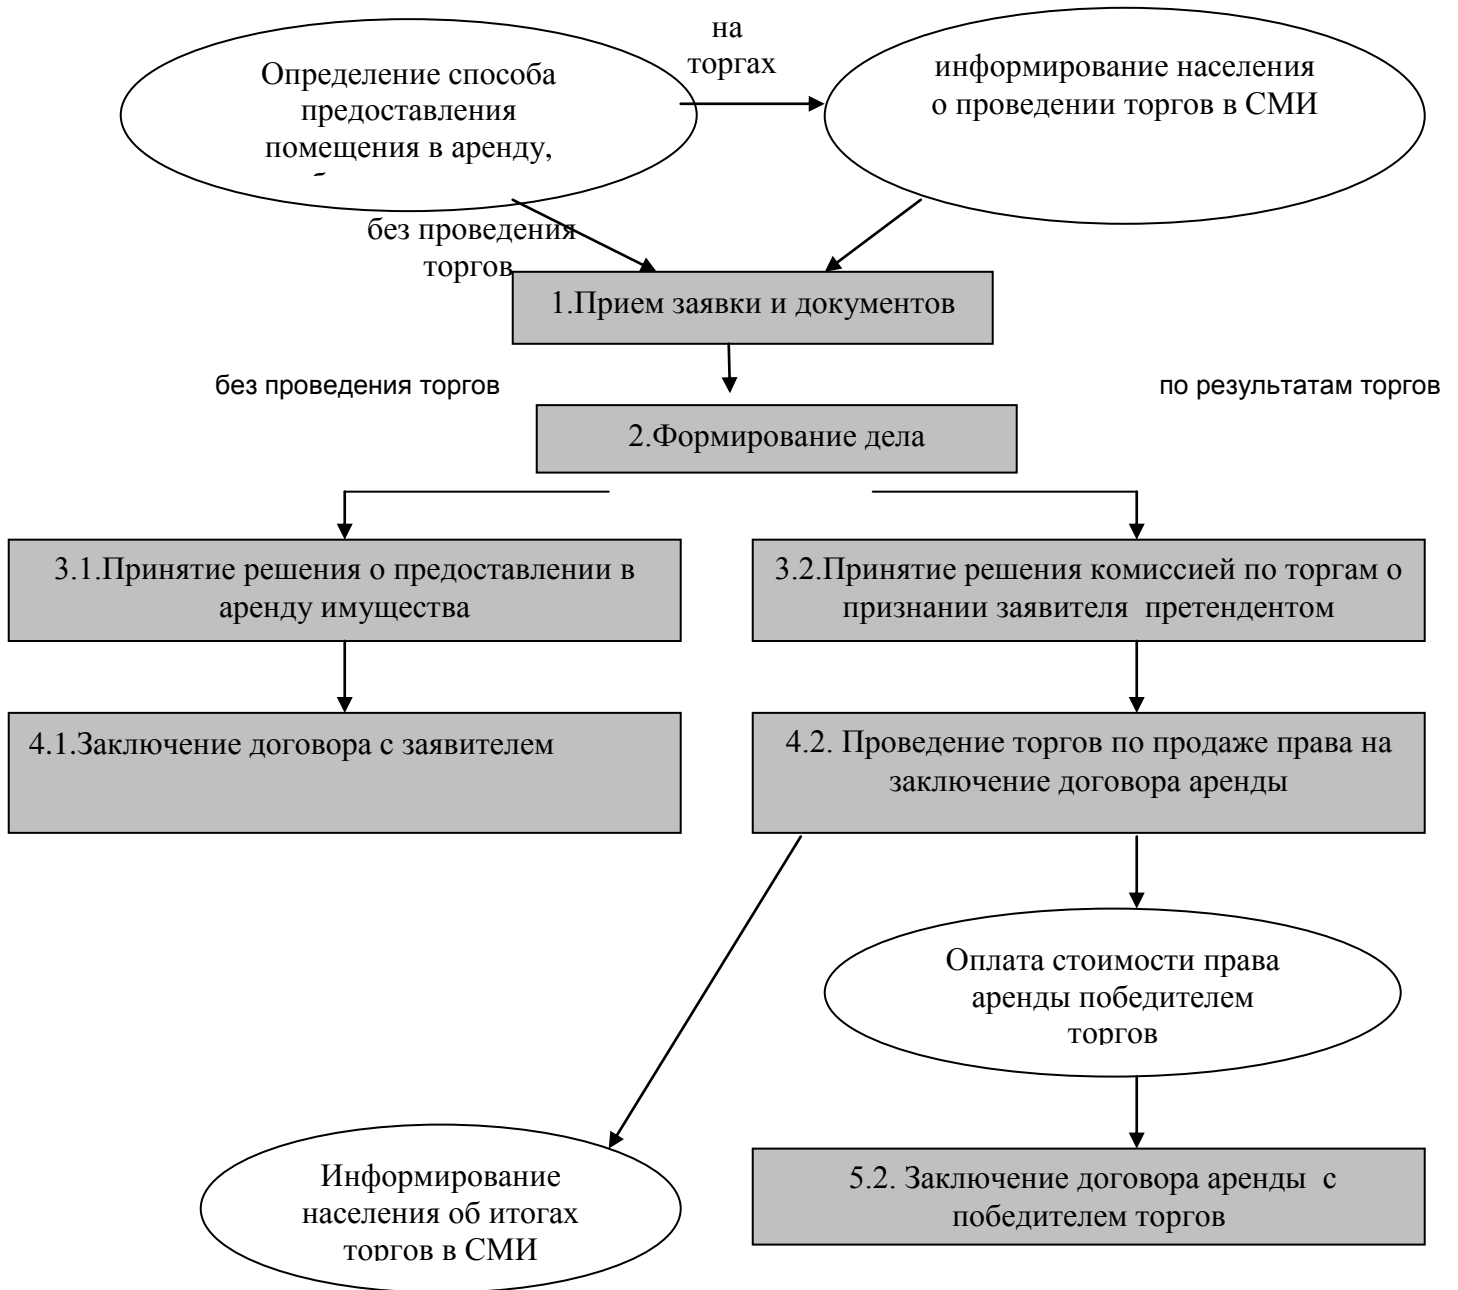 на
торгах
Определение способа
предоставления
помещения в аренду,
информирование населения
о проведении торгов в СМИ
без проведения
торгов
1.Прием заявки и документов
без проведения торгов
по результатам торгов
2.Формирование дела
3.1.Принятие решения о предоставлении в
аренду имущества
3.2.Принятие решения комиссией по торгам о
признании заявителя претендентом
4.1.Заключение договора с заявителем
4.2. Проведение торгов по продаже права на
заключение договора аренды
Оплата стоимости права
аренды победителем
торгов
Информирование
населения об итогах
торгов в СМИ
5.2. Заключение договора аренды с
победителем торгов